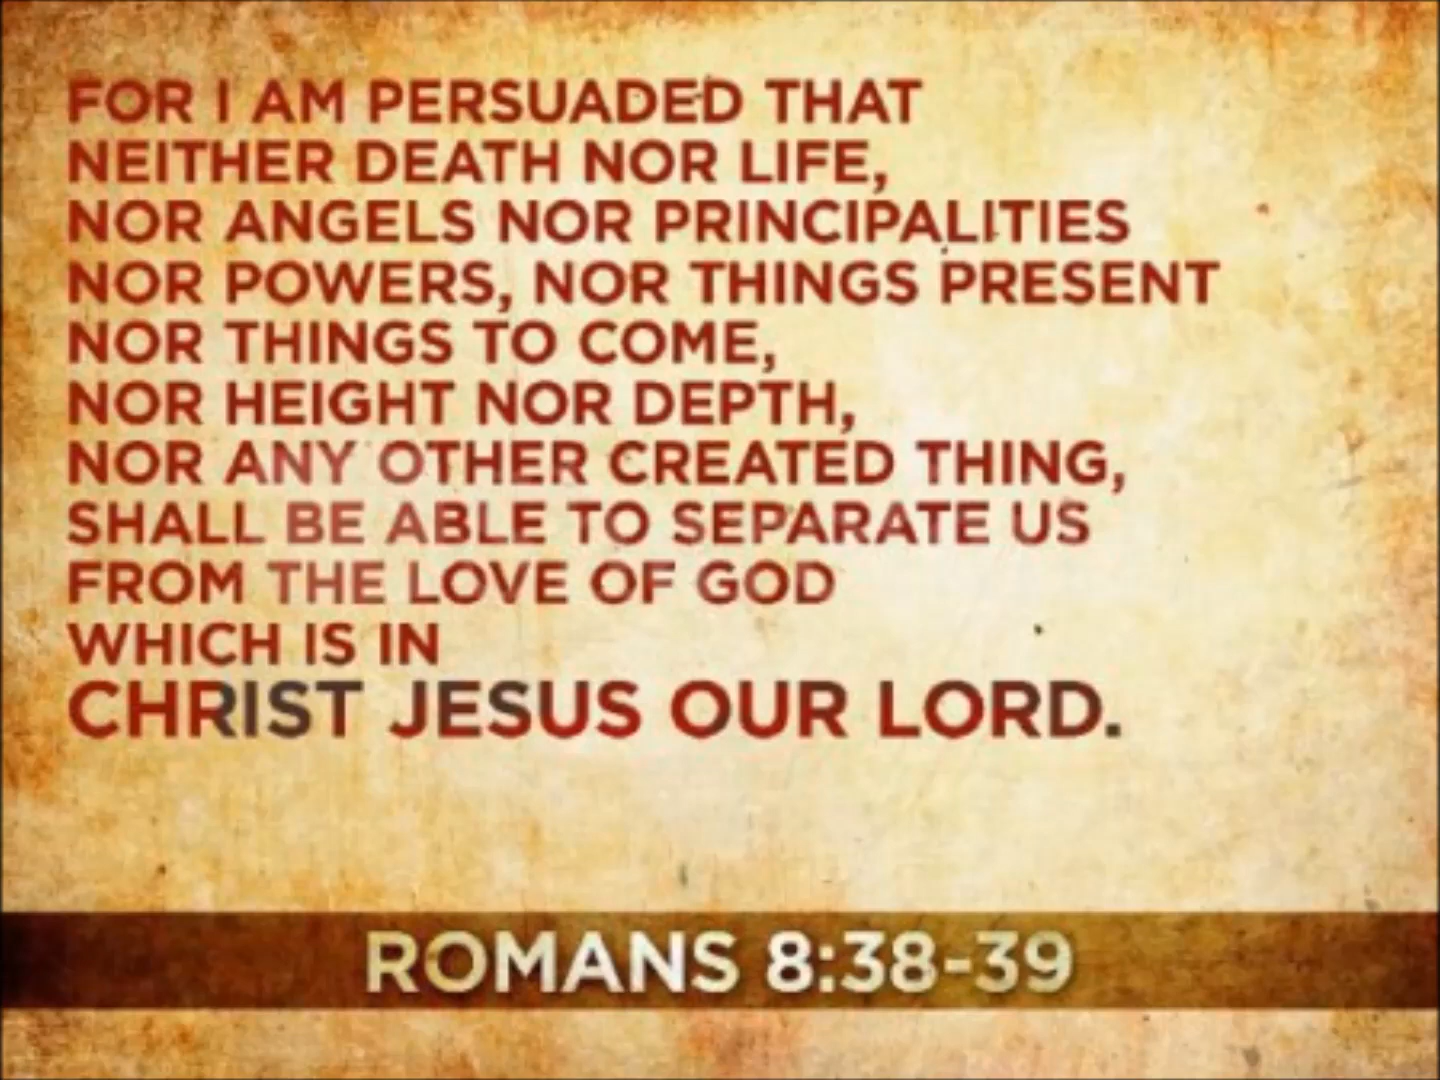 FOR I AM PERSUADED THAT
NEITHER DEATH NOR LIFE,
NOR ANGELS NOR PRINCIPALITIES
NOR POWERS, NOR THINGS PRESENT
NOR THINGS TO COME,
NOR HEIGHT NOR DEPTH,
NOR ANY OTHER CREATED THING,
SHALL BE ABLE TO SEPARATE US
FROM THE LOVE OF GOD
WHICH IS IN
CHRIST JESUS OUR LORD.
ROMANS 8:38-39